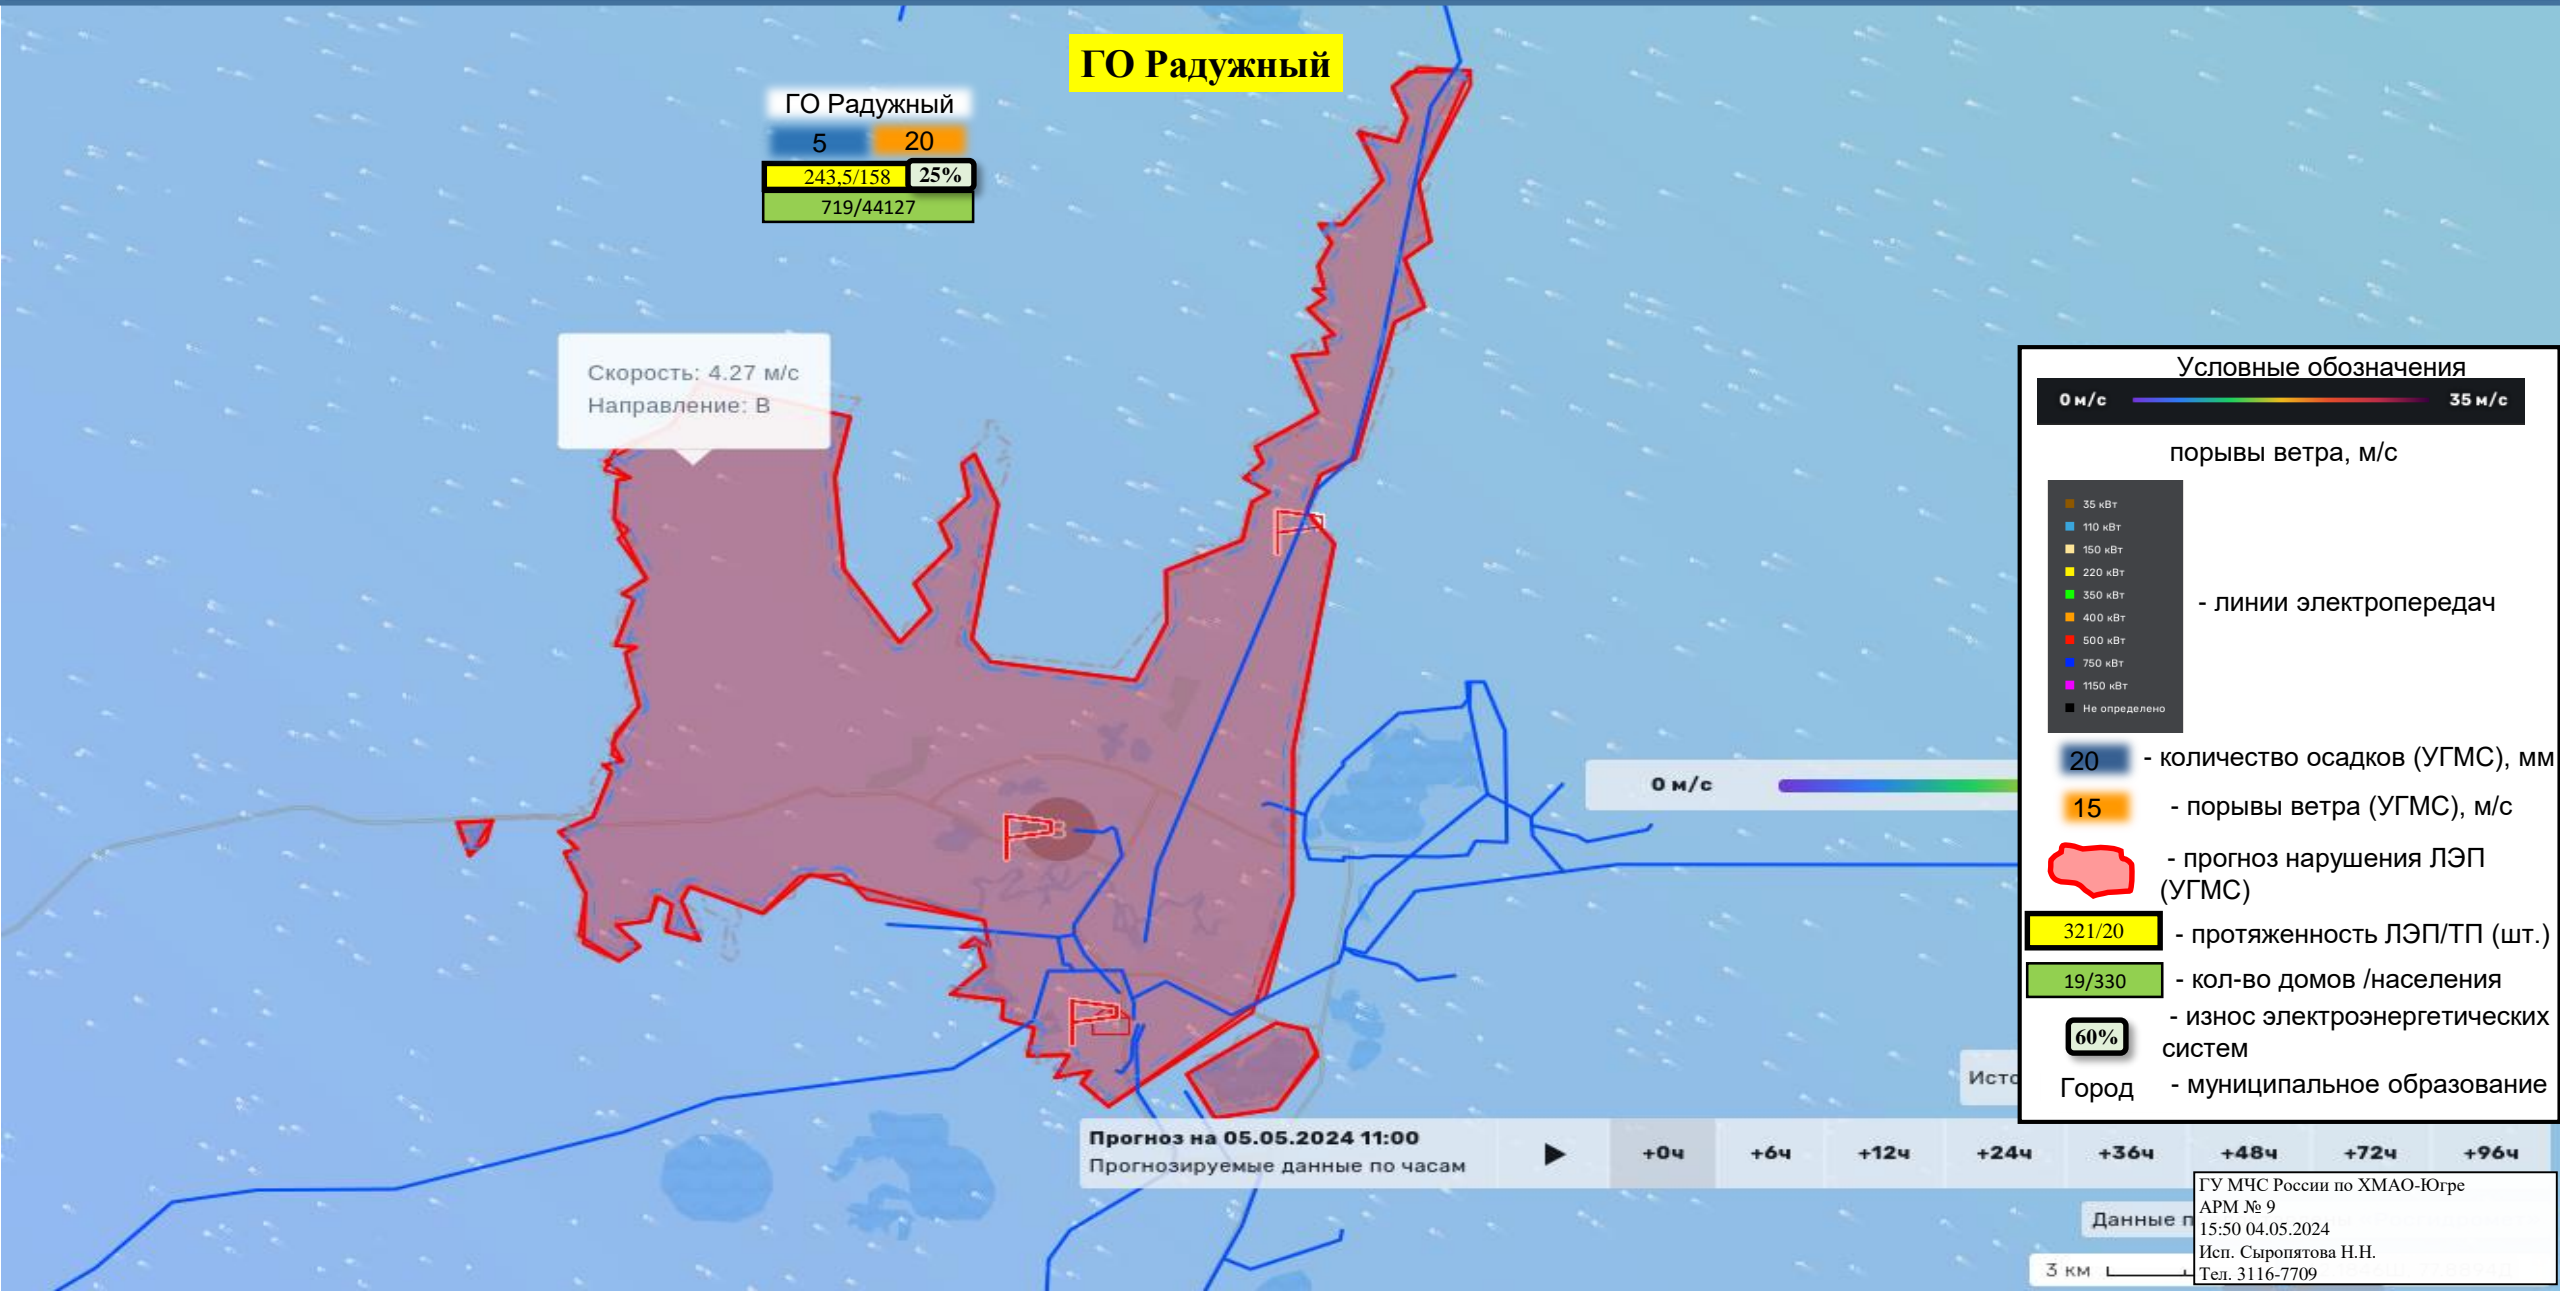 ГО Радужный
ГО Радужный
5 20
243,5/158 25%
719/44127
Скорость: 4.27 м/с
Направление: В
Условные обозначения
0 м/с 35 м/с
порывы ветра, м/с
35 кВт
110 кВт
150 кВт
220 кВт
350 кВт
400 кВт
500 кВт
750 кВт
1150 кВт
Не определено
- линии электропередач
20 - количество осадков (УГМС), мм
15 - порывы ветра (УГМС), м/с
- прогноз нарушения ЛЭП
(УГМС)
321/20 - протяженность ЛЭП/ТП (шт.)
19/330 - кол-во домов /населения
60% - износ электроэнергетических
систем
Город - муниципальное образование
0 м/с
Исто
Прогноз на 05.05.2024 11:00
Прогнозируемые данные по часам
+0ч +6ч +12ч +24ч +36ч +48ч +72ч +96ч
Данные п
3 км
ГУ МЧС России по ХМАО-Югре
АРМ № 9
15:50 04.05.2024
Исп. Сыропятова Н.Н.
Тел. 3116-7709